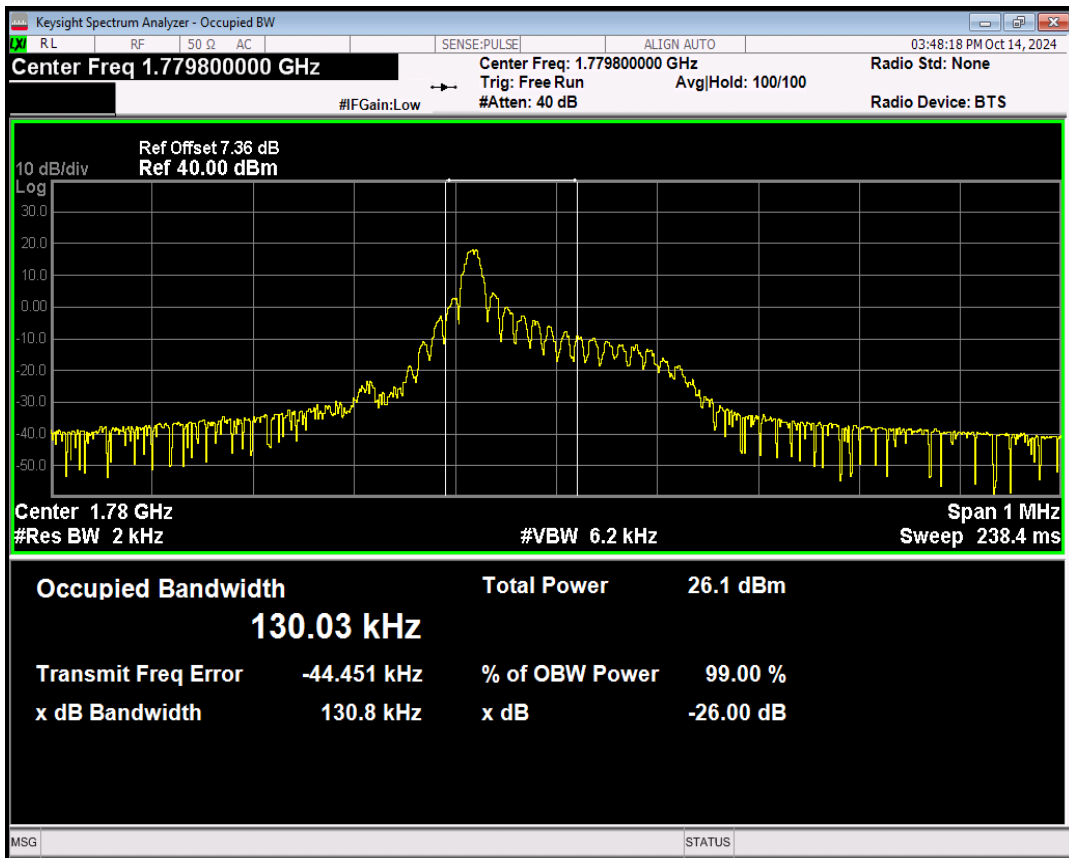 Keysight Spectrum Analyzer - Occupied BW
LXI RL RF 50 Ω AC SENSE:PULSE ALIGN AUTO 03:48:18 PM Oct 14, 2024
Center Freq 1.779800000 GHz Center Freq: 1.779800000 GHz Radio Std: None
Trig: Free Run Avg|Hold: 100/100
#IFGain:Low #Atten: 40 dB Radio Device: BTS
Ref Offset 7.36 dB
10 dB/div Ref 40.00 dBm
Log
30.0
20.0
10.0
0.00
-10.0
-20.0
-30.0
-40.0
-50.0
Center 1.78 GHz Span 1 MHz
#Res BW 2 kHz #VBW 6.2 kHz Sweep 238.4 ms
Occupied Bandwidth Total Power 26.1 dBm
130.03 kHz
Transmit Freq Error -44.451 kHz % of OBW Power 99.00 %
x dB Bandwidth 130.8 kHz x dB -26.00 dB
MSG STATUS